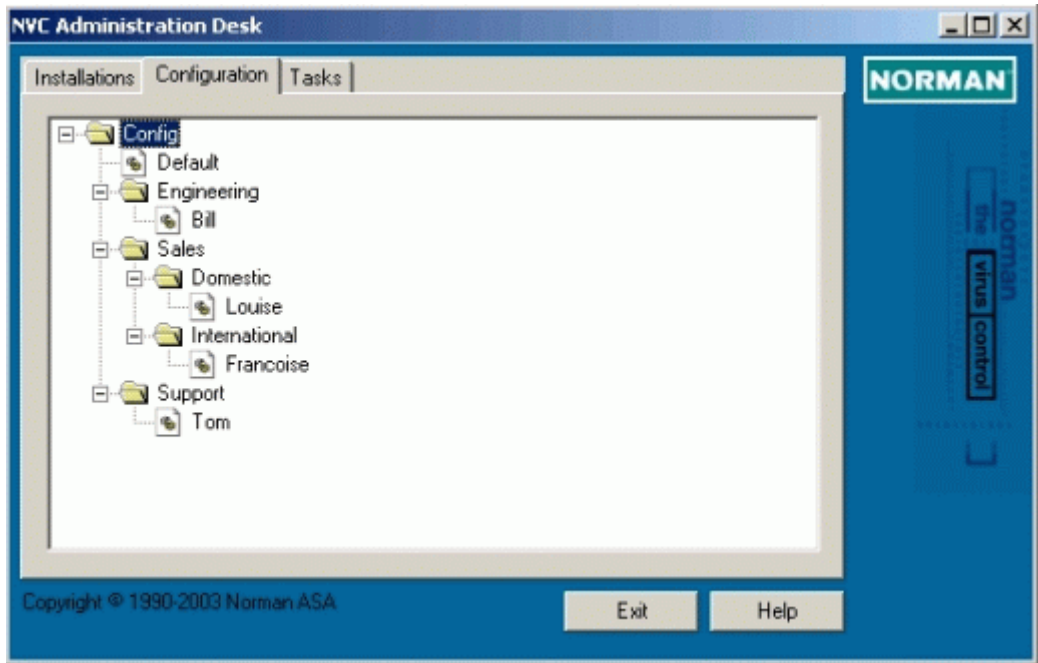 NVC Administration Desk
Installations Configuration Tasks
NORMAN
Config
Default
Engineering
Bill
Sales
Domestic
Louise
International
Francoise
Support
Tom
the norman
virus control
Copyright © 1990-2003 Norman ASA
Exit Help